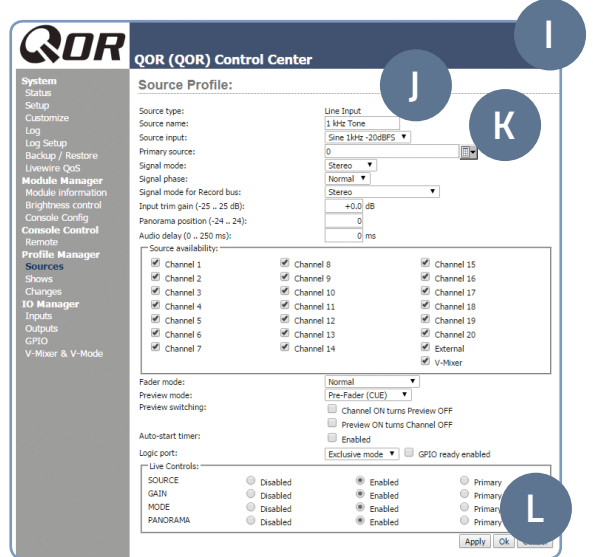 QOR
I
QOR (QOR) Control Center
J
K
L
System
Status
Setup
Customize
Log
Log Setup
Backup / Restore
Livewire QoS
Module Manager
Module information
Brightness control
Console Config
Console Control
Remote
Profile Manager
Sources
Shows
Changes
IO Manager
Inputs
Outputs
GPIO
V-Mixer & V-Mode
Source Profile:
Source type: Line Input
Source name: 1 kHz Tone
Source input: Sine 1kHz -20dBFS
Primary source: 0
Signal mode: Stereo
Signal phase: Normal
Signal mode for Record bus: Stereo
Input trim gain (-25 .. 25 dB): +0.0 dB
Panorama position (-24 .. 24): 0
Audio delay (0 .. 250 ms): 0 ms
Source availability:
Channel 1 Channel 8 Channel 15
Channel 2 Channel 9 Channel 16
Channel 3 Channel 10 Channel 17
Channel 4 Channel 11 Channel 18
Channel 5 Channel 12 Channel 19
Channel 6 Channel 13 Channel 20
Channel 7 Channel 14 External
V-Mixer
Fader mode: Normal
Preview mode: Pre-Fader (CUE)
Preview switching: Channel ON turns Preview OFF
Preview ON turns Channel OFF
Auto-start timer: Enabled
Logic port: Exclusive mode GPIO ready enabled
Live Controls:
SOURCE Disabled Enabled Primary
GAIN Disabled Enabled Primary
MODE Disabled Enabled Primary
PANORAMA Disabled Enabled Primary
Apply Ok